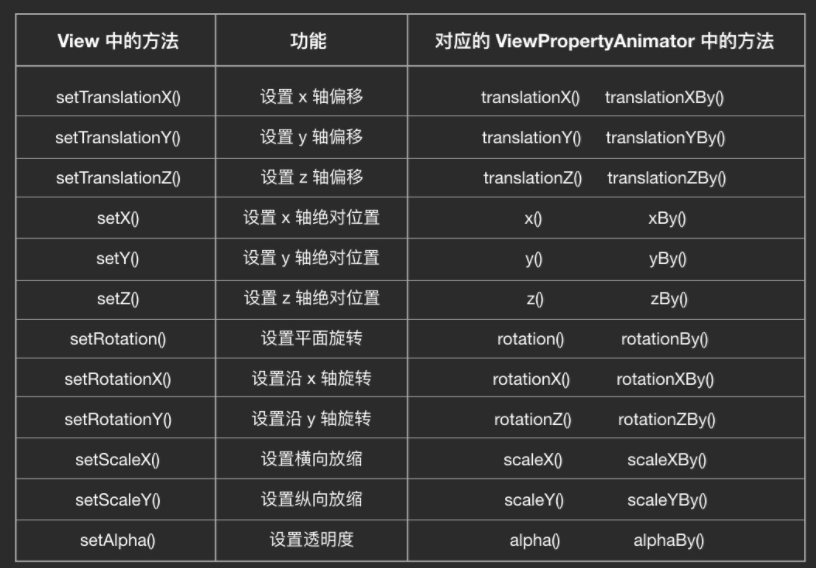 View 中的方法 功能 对应的 ViewPropertyAnimator 中的方法
setTranslationX() 设置 x 轴偏移 translationX() translationXBy()
setTranslationY() 设置 y 轴偏移 translationY() translationYBy()
setTranslationZ() 设置 z 轴偏移 translationZ() translationZBy()
setX() 设置 x 轴绝对位置 x() xBy()
setY() 设置 y 轴绝对位置 y() yBy()
setZ() 设置 z 轴绝对位置 z() zBy()
setRotation() 设置平面旋转 rotation() rotationBy()
setRotationX() 设置沿 x 轴旋转 rotationX() rotationXBy()
setRotationY() 设置沿 y 轴旋转 rotationZ() rotationZBy()
setScaleX() 设置横向放缩 scaleX() scaleXBy()
setScaleY() 设置纵向放缩 scaleY() scaleYBy()
setAlpha() 设置透明度 alpha() alphaBy()